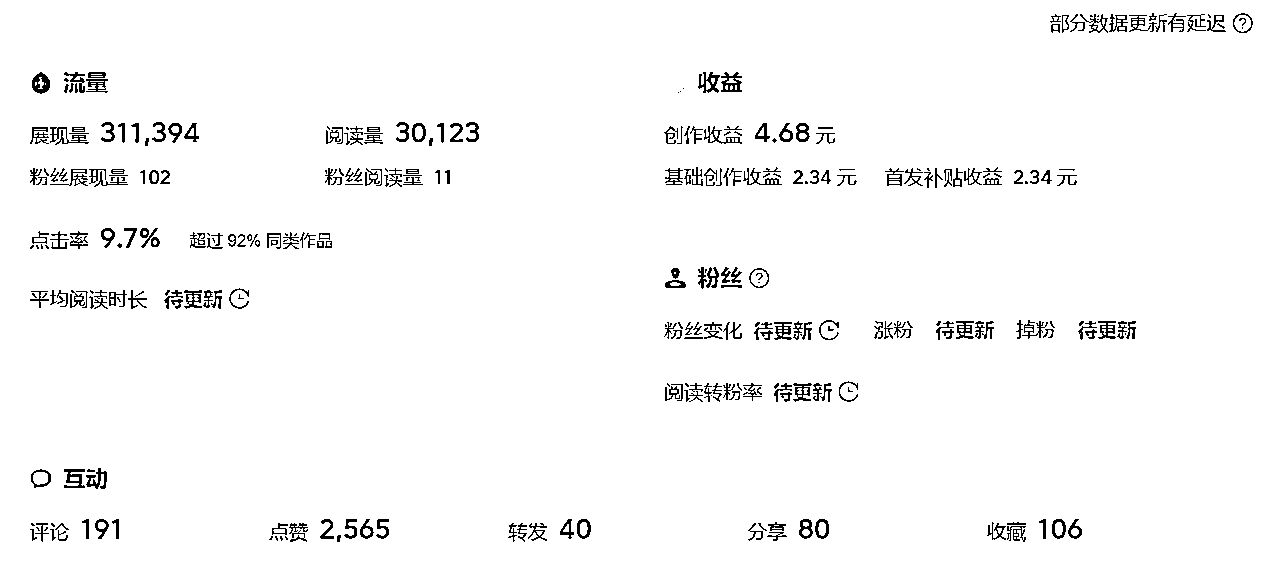 部分数据更新有延迟
流量
展现量 311,394 阅读量 30,123
粉丝展现量 102 粉丝阅读量 11
点击率 9.7% 超过 92% 同类作品
平均阅读时长 待更新
收益
创作收益 4.68 元
基础创作收益 2.34 元 首发补贴收益 2.34 元
粉丝
粉丝变化 待更新 涨粉 待更新 掉粉 待更新
阅读转粉率 待更新
互动
评论 191 点赞 2,565 转发 40 分享 80 收藏 106